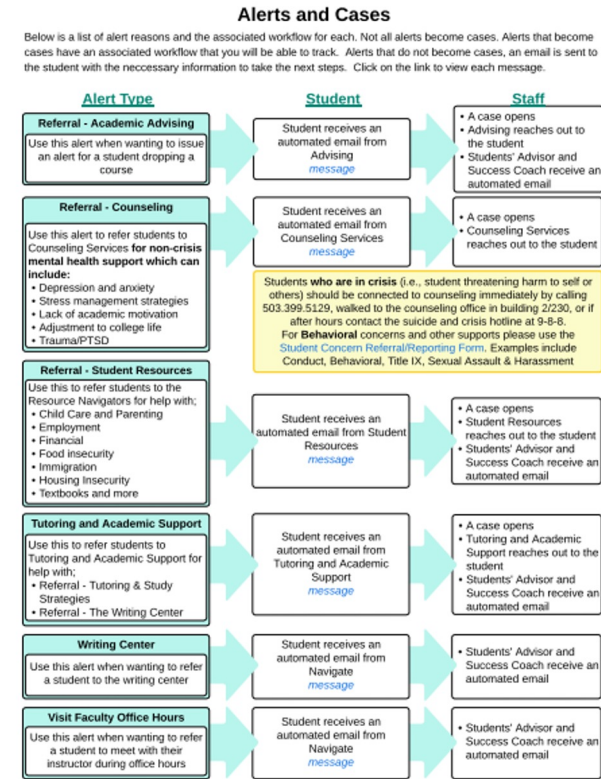 Alerts and Cases
Below is a list of alert reasons and the associated workflow for each. Not all alerts become cases. Alerts that become
cases have an associated workflow that you will be able to track. Alerts that do not become cases, an email is sent to
the student with the neccessary information to take the next steps. Click on the link to view each message.
Alert Type
Student
Staff
Referral - Academic Advising
Use this alert when wanting to issue
an alert for a student dropping a
course
Student receives an
automated email from
Advising
message
• A case opens
• Advising reaches out to
the student
• Students' Advisor and
Success Coach receive an
automated email
Referral - Counseling
Use this alert to refer students to
Counseling Services for non-crisis
mental health support which can
include:
• Depression and anxiety
• Stress management strategies
• Lack of academic motivation
• Adjustment to college life
• Trauma/PTSD
Student receives an
automated email from
Counseling Services
message
• A case opens
• Counseling Services
reaches out to the student
Students who are in crisis (i.e., student threatening harm to self or
others) should be connected to counseling immediately by calling
503.399.5129, walked to the counseling office in building 2/230, or if
after hours contact the suicide and crisis hotline at 9-8-8.
For Behavioral concerns and other supports please use the
Student Concern Referral/Reporting Form. Examples include
Conduct, Behavioral, Title IX, Sexual Assault & Harassment
Referral - Student Resources
Use this to refer students to the
Resource Navigators for help with;
• Child Care and Parenting
• Employment
• Financial
• Food insecurity
• Immigration
• Housing Insecurity
• Textbooks and more
Student receives an
automated email from Student
Resources
message
• A case opens
• Student Resources
reaches out to the student
• Students' Advisor and
Success Coach receive an
automated email
Tutoring and Academic Support
Use this to refer students to
Tutoring and Academic Support for
help with;
• Referral - Tutoring & Study
Strategies
• Referral - The Writing Center
Student receives an
automated email from
Tutoring and Academic
Support
message
• A case opens
• Tutoring and Academic
Support reaches out to the
student
• Students' Advisor and
Success Coach receive an
automated email
Writing Center
Use this alert when wanting to refer
a student to the writing center
Student receives an
automated email from
Navigate
message
• Students' Advisor and
Success Coach receive an
automated email
Visit Faculty Office Hours
Use this alert when wanting to refer
a student to meet with their
instructor during office hours
Student receives an
automated email from
Navigate
message
• Students' Advisor and
Success Coach receive an
automated email